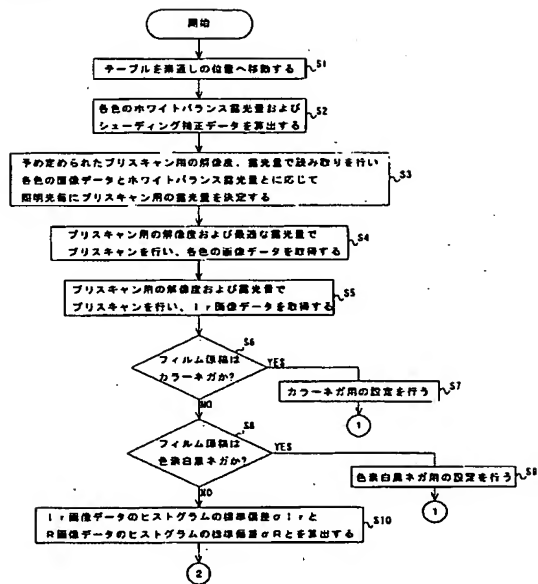 開始
テーブルを素通しの位置へ移動する
S1
各色のホワイトバランス露光量および
シェーディング補正データを算出する
S2
予め定められたプリスキャン用の解像度、露光量で読み取りを行い
各色の画像データとホワイトバランス露光量とに応じて
照明光毎にプリスキャン用の露光量を決定する
S3
プリスキャン用の解像度および最適な露光量で
プリスキャンを行い、各色の画像データを取得する
S4
プリスキャン用の解像度および露光量で
プリスキャンを行い、Ir画像データを取得する
S5
S6
フィルム原稿は
カラーネガか?
YES
カラーネガ用の設定を行う
S7
1
NO
S8
フィルム原稿は
色素白黒ネガか?
YES
色素白黒ネガ用の設定を行う
S9
1
NO
Ir画像データのヒストグラムの標準偏差σIrと
R画像データのヒストグラムの標準偏差σRとを算出する
S10
2